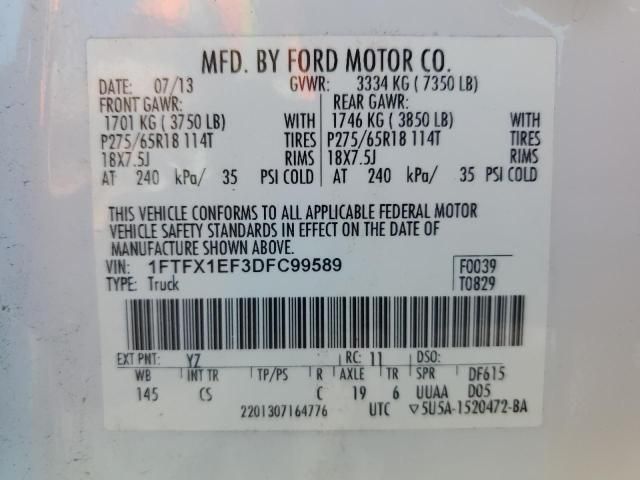 MFD. BY FORD MOTOR CO.
DATE: 07/13 GVWR: 3334 KG ( 7350 LB)
FRONT GAWR: REAR GAWR:
1701 KG ( 3750 LB) WITH 1746 KG ( 3850 LB) WITH
P275/65R18 114T TIRES P275/65R18 114T TIRES
18X7.5J RIMS 18X7.5J RIMS
AT 240 kPa/ 35 PSI COLD AT 240 kPa/ 35 PSI COLD
THIS VEHICLE CONFORMS TO ALL APPLICABLE FEDERAL MOTOR
VEHICLE SAFETY STANDARDS IN EFFECT ON THE DATE OF
MANUFACTURE SHOWN ABOVE.
VIN: 1FTFX1EF3DFC99589 F0039
TYPE: Truck T0829
EXT PNT: YZ RC: 11 DSO:
WB INT TR TP/PS R AXLE TR SPR DF615
145 CS C 19 6 UUAA D05
2201307164776 UTC ▽5U5A-1520472-BA